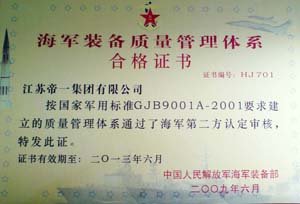 海军装备质量管理体系
合格证书
证书编号：HJ701
江苏帝一集团有限公司
按国家军用标准GJB9001A-2001要求建
立的质量管理体系通过了海军第二方认定审核，
特发此证。
证书有效期至：二〇一三年六月
中国人民解放军海军装备部
二〇〇九年六月